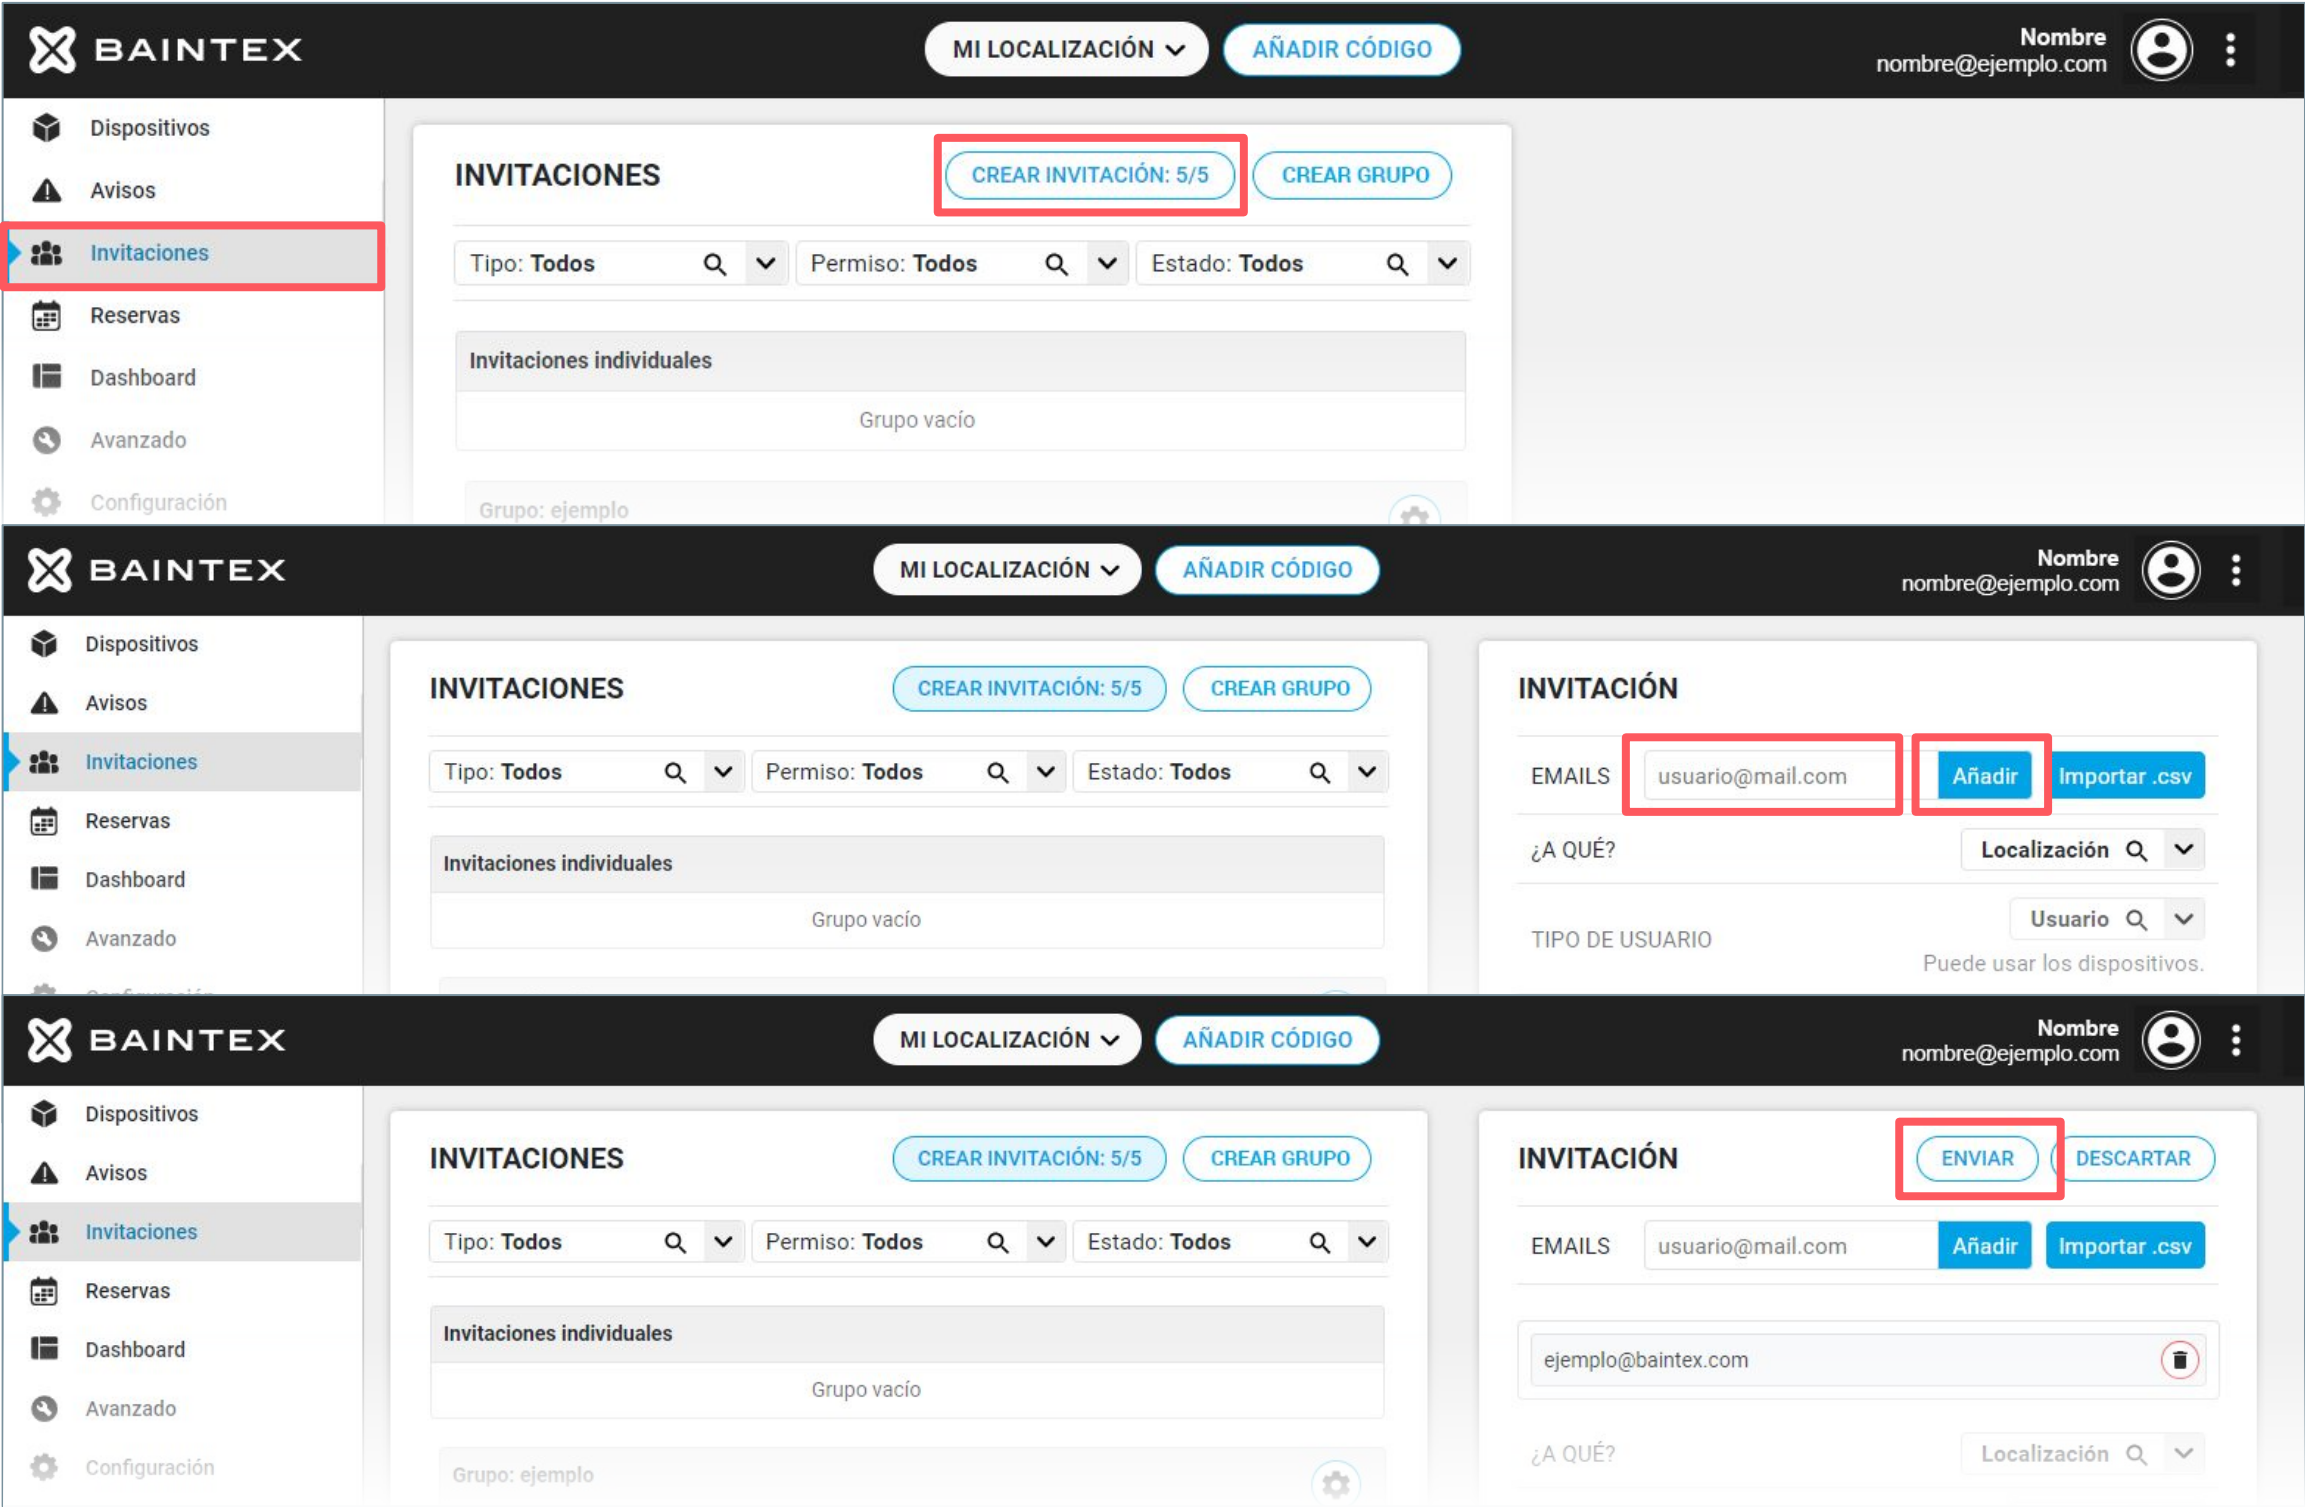 BAINTEX
MI LOCALIZACIÓN
AÑADIR CÓDIGO
Nombre
nombre@ejemplo.com
Dispositivos
Avisos
Invitaciones
Reservas
Dashboard
Avanzado
Configuración
INVITACIONES
CREAR INVITACIÓN: 5/5
CREAR GRUPO
Tipo: Todos
Permiso: Todos
Estado: Todos
Invitaciones individuales
Grupo vacío
Grupo: ejemplo
BAINTEX
MI LOCALIZACIÓN
AÑADIR CÓDIGO
Nombre
nombre@ejemplo.com
Dispositivos
Avisos
Invitaciones
Reservas
Dashboard
Avanzado
Configuración
INVITACIONES
CREAR INVITACIÓN: 5/5
CREAR GRUPO
Tipo: Todos
Permiso: Todos
Estado: Todos
Invitaciones individuales
Grupo vacío
INVITACIÓN
EMAILS
usuario@mail.com
Añadir
Importar .csv
¿A QUÉ?
Localización
TIPO DE USUARIO
Usuario
Puede usar los dispositivos.
BAINTEX
MI LOCALIZACIÓN
AÑADIR CÓDIGO
Nombre
nombre@ejemplo.com
Dispositivos
Avisos
Invitaciones
Reservas
Dashboard
Avanzado
Configuración
INVITACIONES
CREAR INVITACIÓN: 5/5
CREAR GRUPO
Tipo: Todos
Permiso: Todos
Estado: Todos
Invitaciones individuales
Grupo vacío
Grupo: ejemplo
INVITACIÓN
ENVIAR
DESCARTAR
EMAILS
usuario@mail.com
Añadir
Importar .csv
ejemplo@baintex.com
¿A QUÉ?
Localización